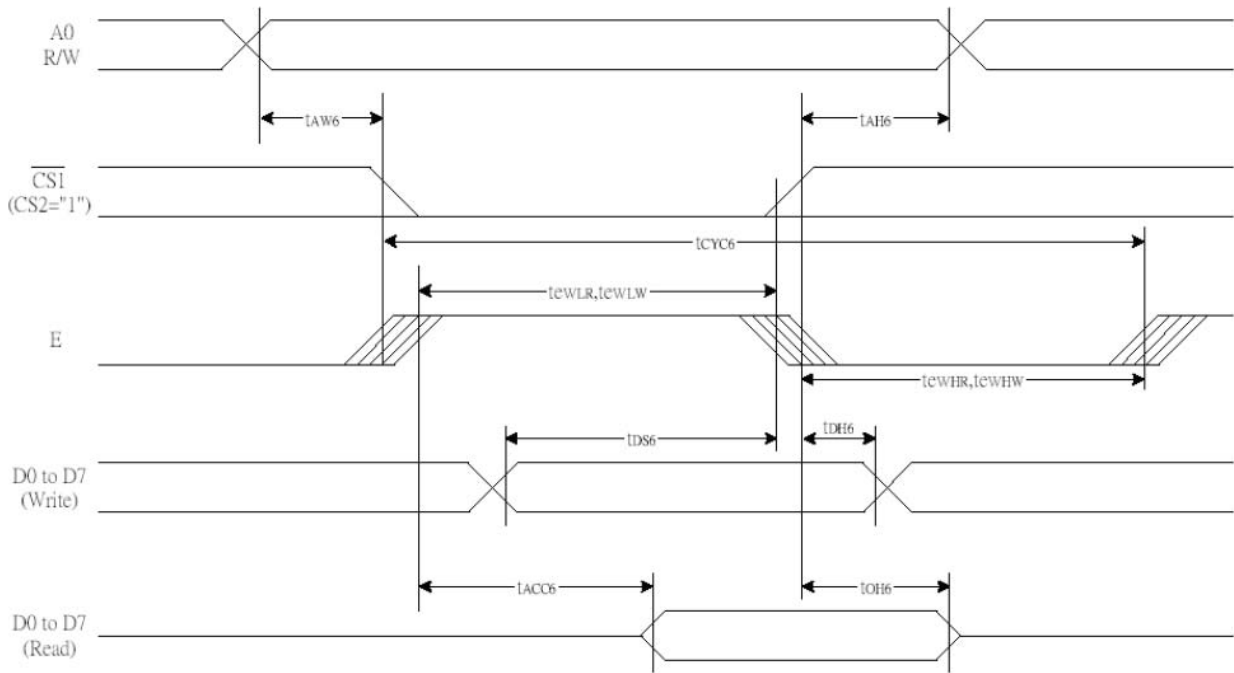 A0
R/W
tAW6
tAH6
CS1
(CS2="1")
tCYC6
tEWLR,tEWLW
E
tEWHR,tEWHW
tDS6
tDH6
D0 to D7
(Write)
tACC6
tOH6
D0 to D7
(Read)